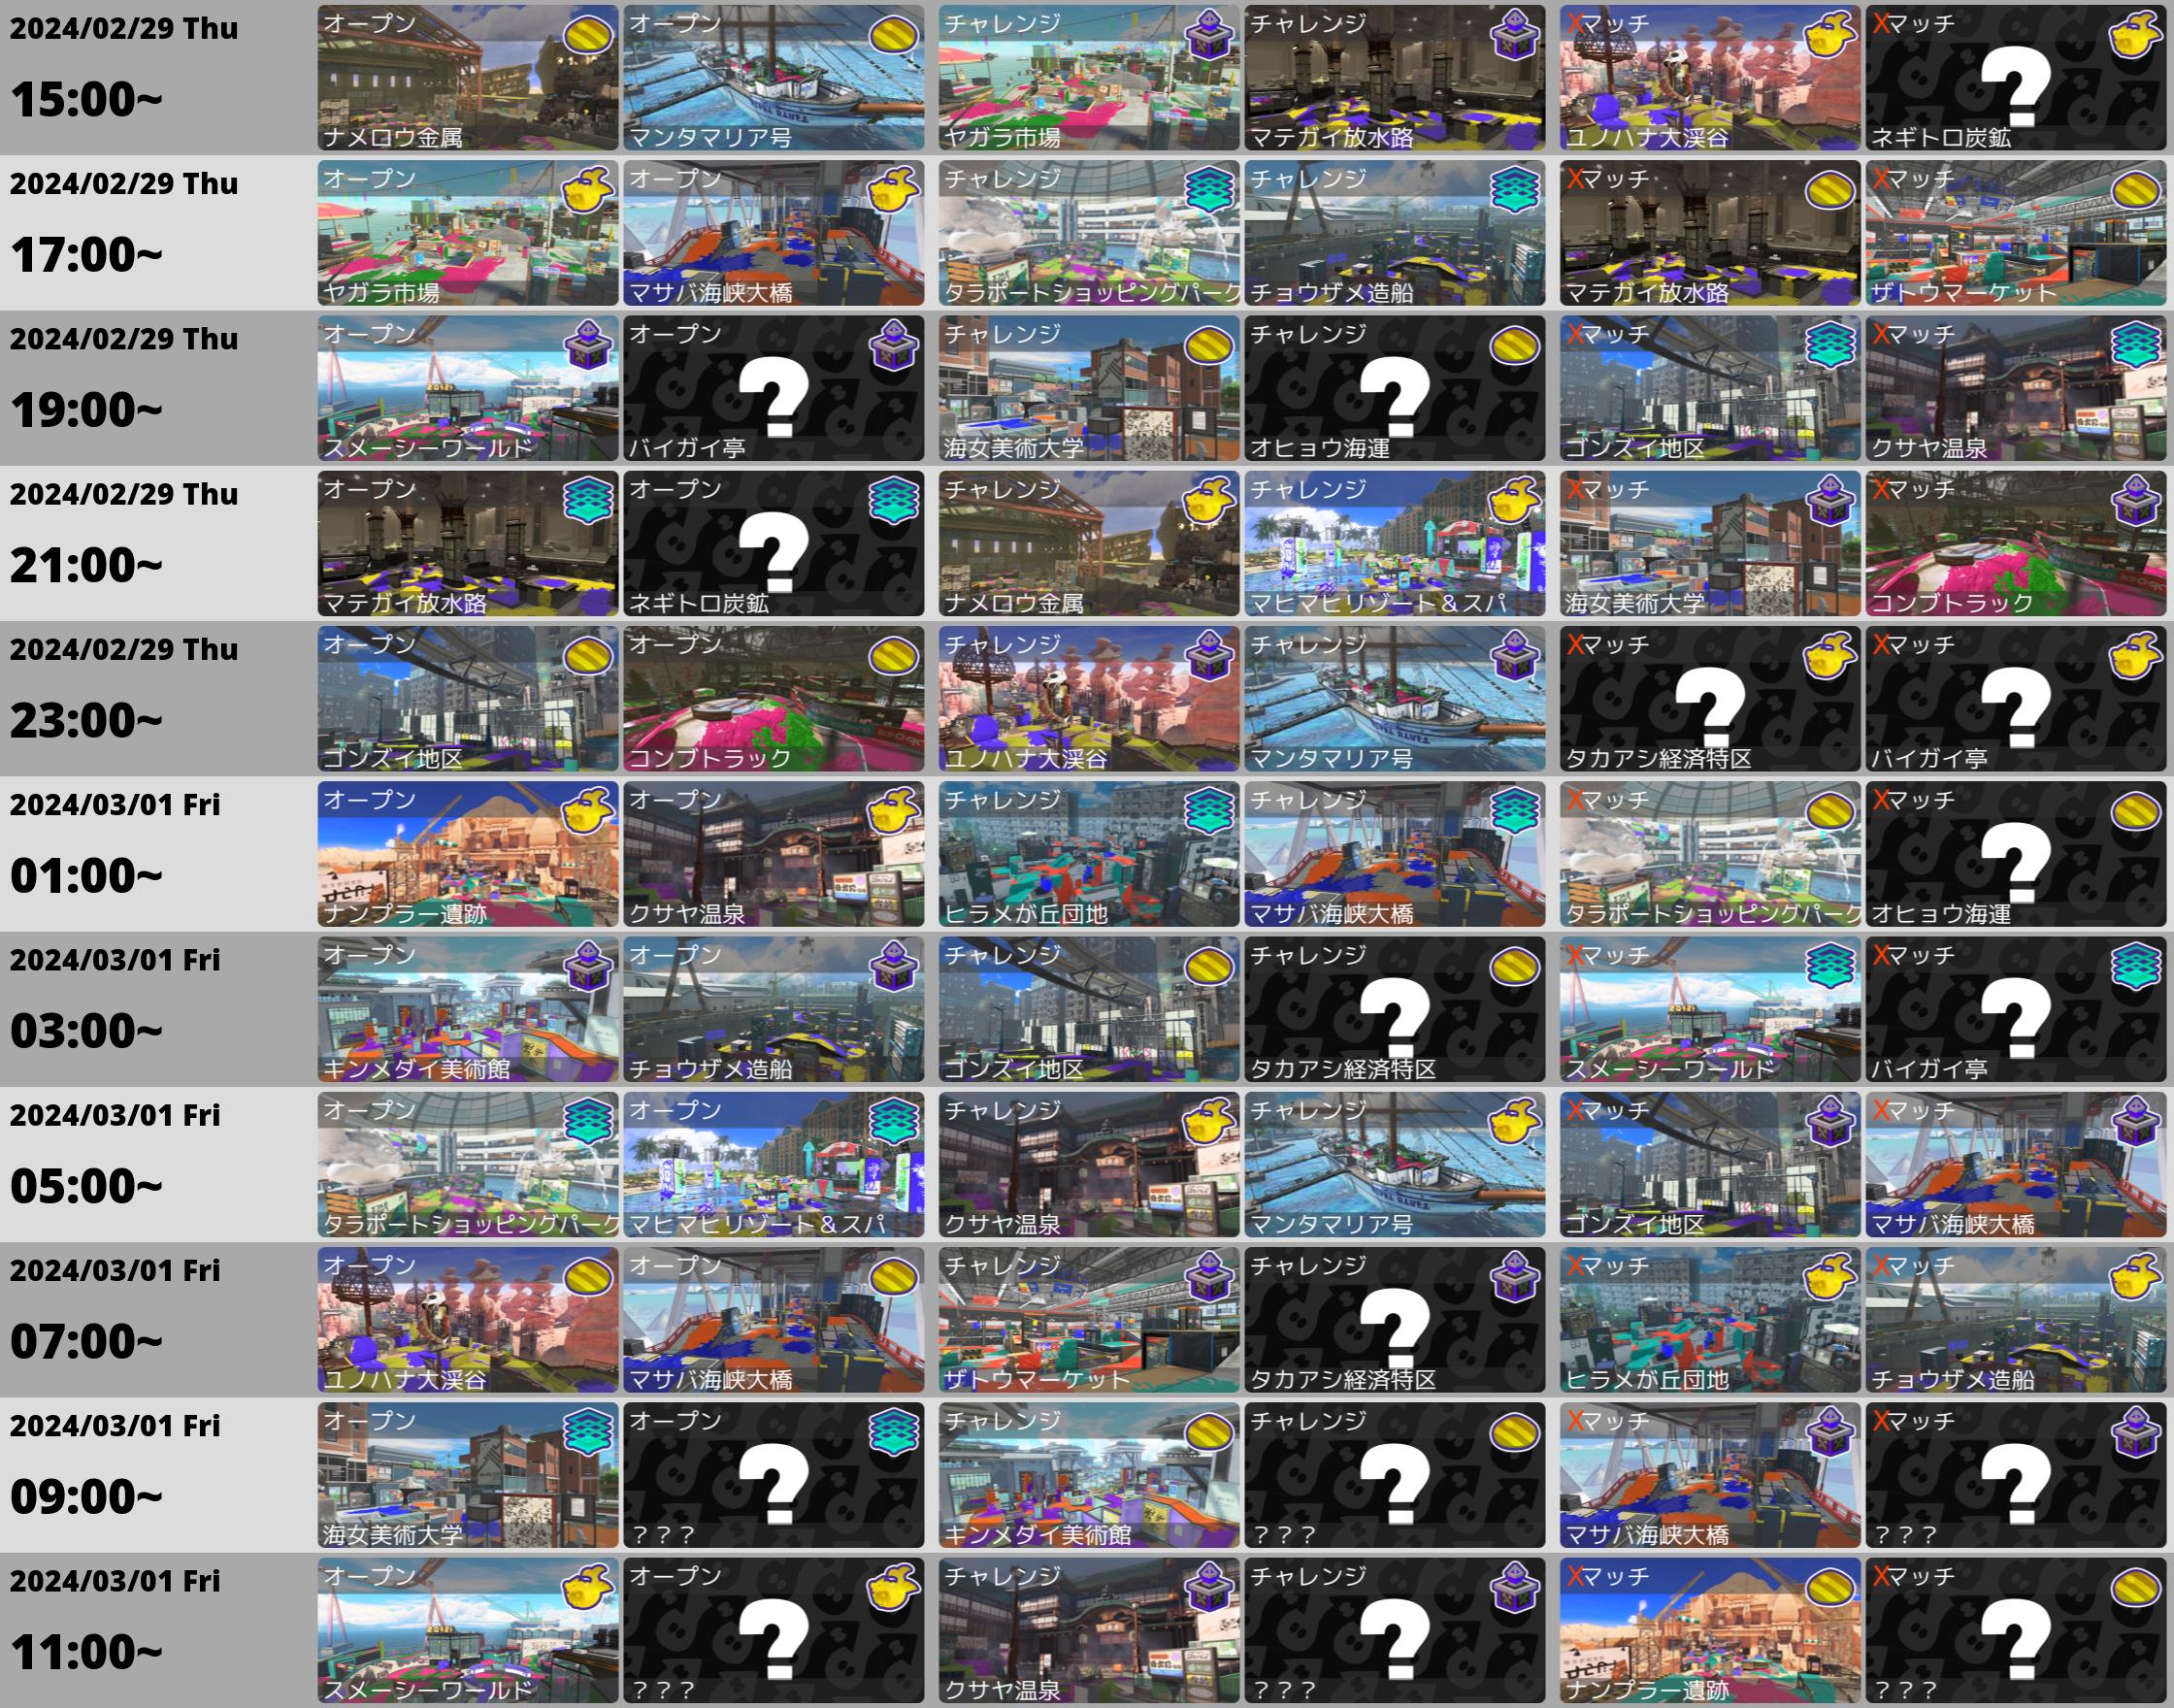 2024/02/29 Thu
15:00~
オープン
ナメロウ金属
オープン
マンタマリア号
チャレンジ
ヤガラ市場
チャレンジ
マテガイ放水路
Xマッチ
ユノハナ大渓谷
Xマッチ
ネギトロ炭鉱
2024/02/29 Thu
17:00~
オープン
ヤガラ市場
オープン
マサバ海峡大橋
チャレンジ
タラポートショッピングパーク
チャレンジ
チョウザメ造船
Xマッチ
マテガイ放水路
Xマッチ
ザトウマーケット
2024/02/29 Thu
19:00~
オープン
スメーシーワールド
オープン
バイガイ亭
チャレンジ
海女美術大学
チャレンジ
オヒョウ海運
Xマッチ
ゴンズイ地区
Xマッチ
クサヤ温泉
2024/02/29 Thu
21:00~
オープン
マテガイ放水路
オープン
ネギトロ炭鉱
チャレンジ
ナメロウ金属
チャレンジ
マヒマヒリゾート＆スパ
Xマッチ
海女美術大学
Xマッチ
コンブトラック
2024/02/29 Thu
23:00~
オープン
ゴンズイ地区
オープン
コンブトラック
チャレンジ
ユノハナ大渓谷
チャレンジ
マンタマリア号
Xマッチ
タカアシ経済特区
Xマッチ
バイガイ亭
2024/03/01 Fri
01:00~
オープン
ナンプラー遺跡
オープン
クサヤ温泉
チャレンジ
ヒラメが丘団地
チャレンジ
マサバ海峡大橋
Xマッチ
タラポートショッピングパーク
Xマッチ
オヒョウ海運
2024/03/01 Fri
03:00~
オープン
キンメダイ美術館
オープン
チョウザメ造船
チャレンジ
ゴンズイ地区
チャレンジ
タカアシ経済特区
Xマッチ
スメーシーワールド
Xマッチ
バイガイ亭
2024/03/01 Fri
05:00~
オープン
タラポートショッピングパーク
オープン
マヒマヒリゾート＆スパ
チャレンジ
クサヤ温泉
チャレンジ
マンタマリア号
Xマッチ
ゴンズイ地区
Xマッチ
マサバ海峡大橋
2024/03/01 Fri
07:00~
オープン
ユノハナ大渓谷
オープン
マサバ海峡大橋
チャレンジ
ザトウマーケット
チャレンジ
タカアシ経済特区
Xマッチ
ヒラメが丘団地
Xマッチ
チョウザメ造船
2024/03/01 Fri
09:00~
オープン
海女美術大学
オープン
？？？
チャレンジ
キンメダイ美術館
チャレンジ
？？？
Xマッチ
マサバ海峡大橋
Xマッチ
？？？
2024/03/01 Fri
11:00~
オープン
スメーシーワールド
オープン
？？？
チャレンジ
クサヤ温泉
チャレンジ
？？？
Xマッチ
ナンプラー遺跡
Xマッチ
？？？